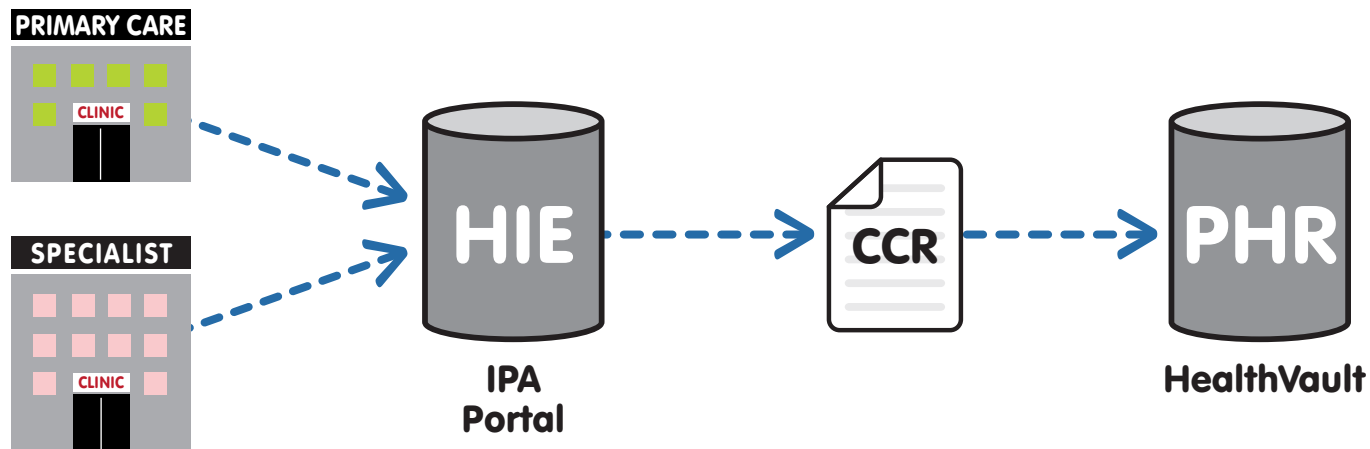 PRIMARY CARE
CLINIC
SPECIALIST
CLINIC
HIE
IPA
Portal
CCR
PHR
HealthVault